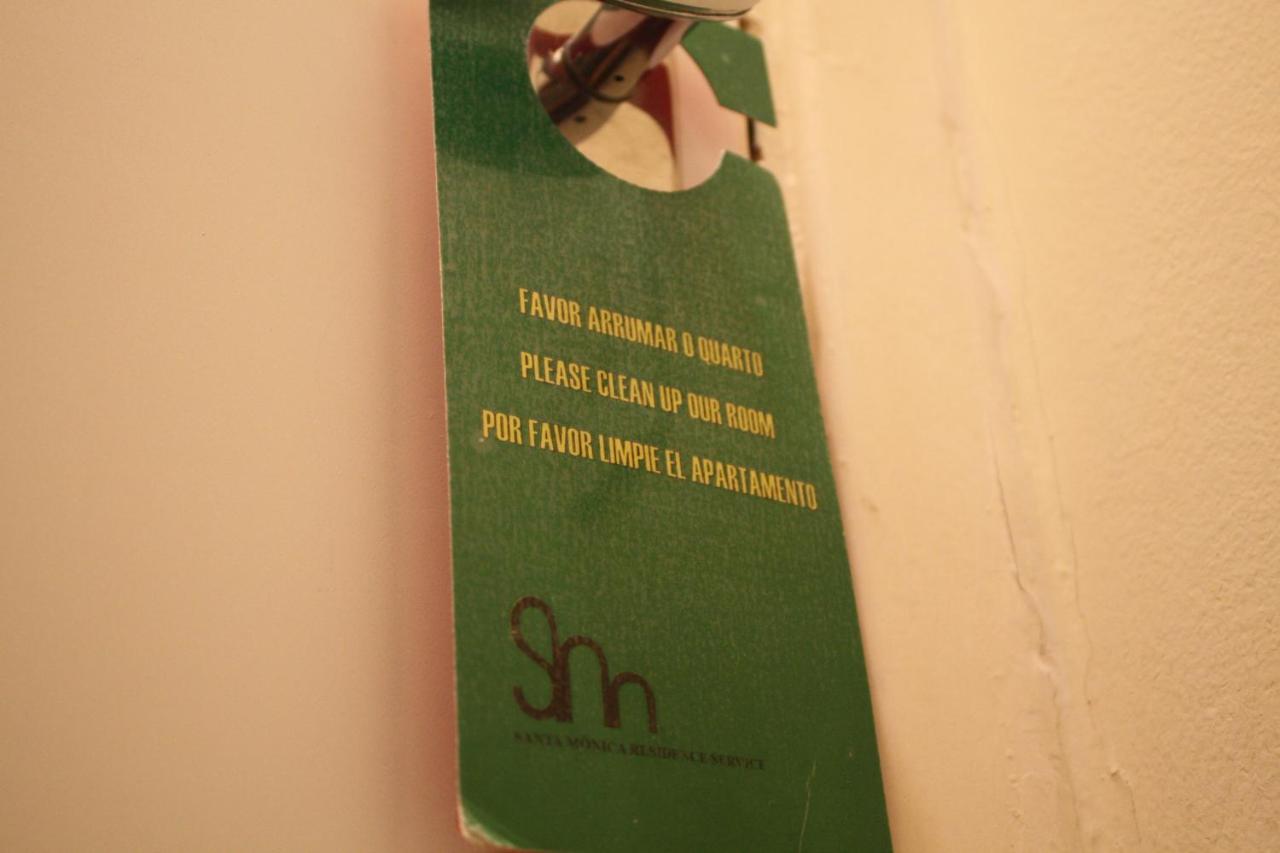 FAVOR ARRUMAR O QUARTO
PLEASE CLEAN UP OUR ROOM
POR FAVOR LIMPIE EL APARTAMENTO
Sm
SANTA MÔNICA RESIDENCE SERVICE